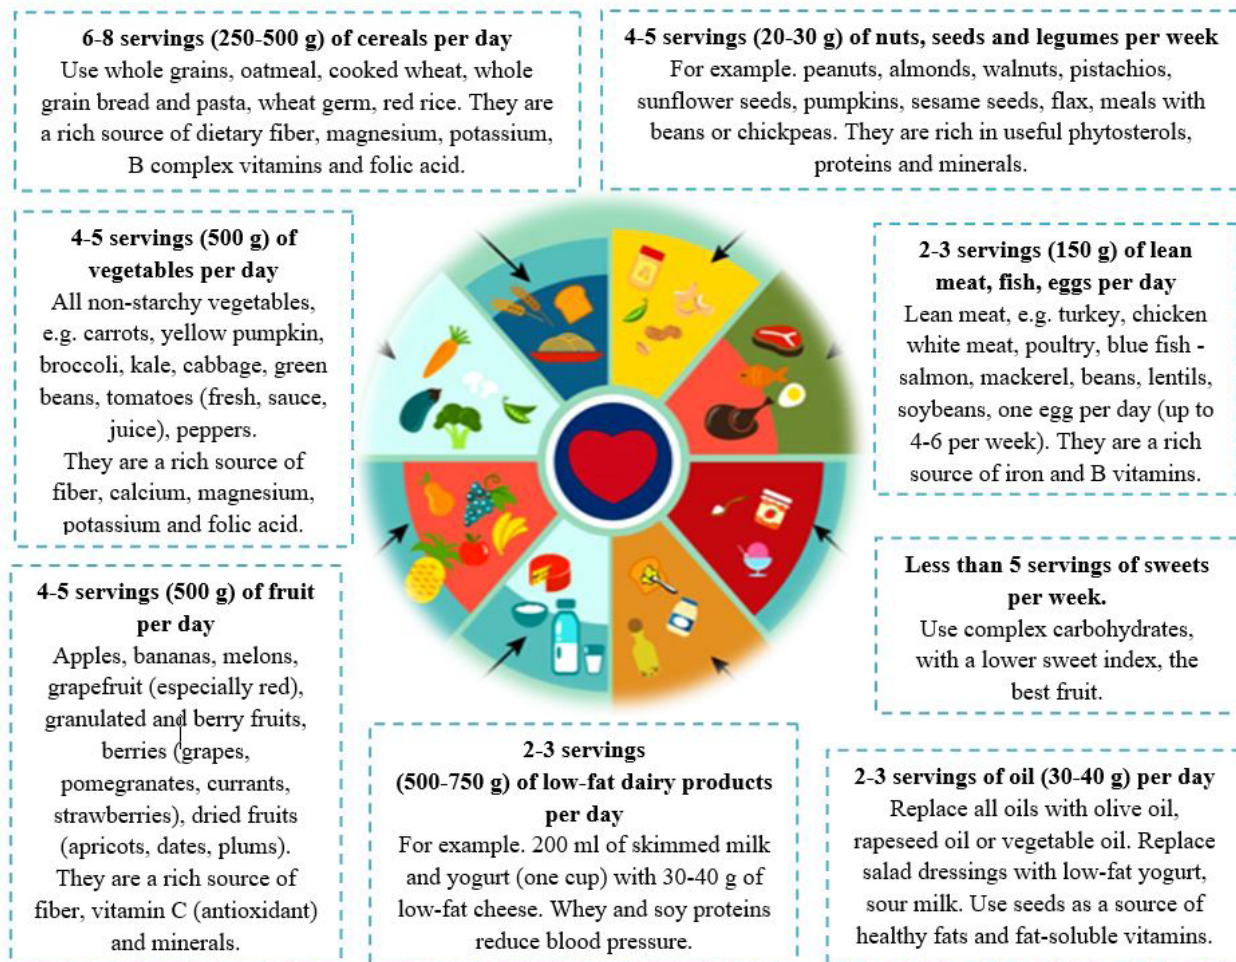 6-8 servings (250-500 g) of cereals per day
Use whole grains, oatmeal, cooked wheat, whole
grain bread and pasta, wheat germ, red rice. They are
a rich source of dietary fiber, magnesium, potassium,
B complex vitamins and folic acid.
4-5 servings (20-30 g) of nuts, seeds and legumes per week
For example. peanuts, almonds, walnuts, pistachios,
sunflower seeds, pumpkins, sesame seeds, flax, meals with
beans or chickpeas. They are rich in useful phytosterols,
proteins and minerals.
4-5 servings (500 g) of
vegetables per day
All non-starchy vegetables,
e.g. carrots, yellow pumpkin,
broccoli, kale, cabbage, green
beans, tomatoes (fresh, sauce,
juice), peppers.
They are a rich source of
fiber, calcium, magnesium,
potassium and folic acid.
2-3 servings (150 g) of lean
meat, fish, eggs per day
Lean meat, e.g. turkey, chicken
white meat, poultry, blue fish -
salmon, mackerel, beans, lentils,
soybeans, one egg per day (up to
4-6 per week). They are a rich
source of iron and B vitamins.
Less than 5 servings of sweets
per week.
Use complex carbohydrates,
with a lower sweet index, the
best fruit.
4-5 servings (500 g) of fruit
per day
Apples, bananas, melons,
grapefruit (especially red),
granulated and berry fruits,
berries (grapes,
pomegranates, currants,
strawberries), dried fruits
(apricots, dates, plums).
They are a rich source of
fiber, vitamin C (antioxidant)
and minerals.
2-3 servings
(500-750 g) of low-fat dairy products
per day
For example. 200 ml of skimmed milk
and yogurt (one cup) with 30-40 g of
low-fat cheese. Whey and soy proteins
reduce blood pressure.
2-3 servings of oil (30-40 g) per day
Replace all oils with olive oil,
rapeseed oil or vegetable oil. Replace
salad dressings with low-fat yogurt,
sour milk. Use seeds as a source of
healthy fats and fat-soluble vitamins.